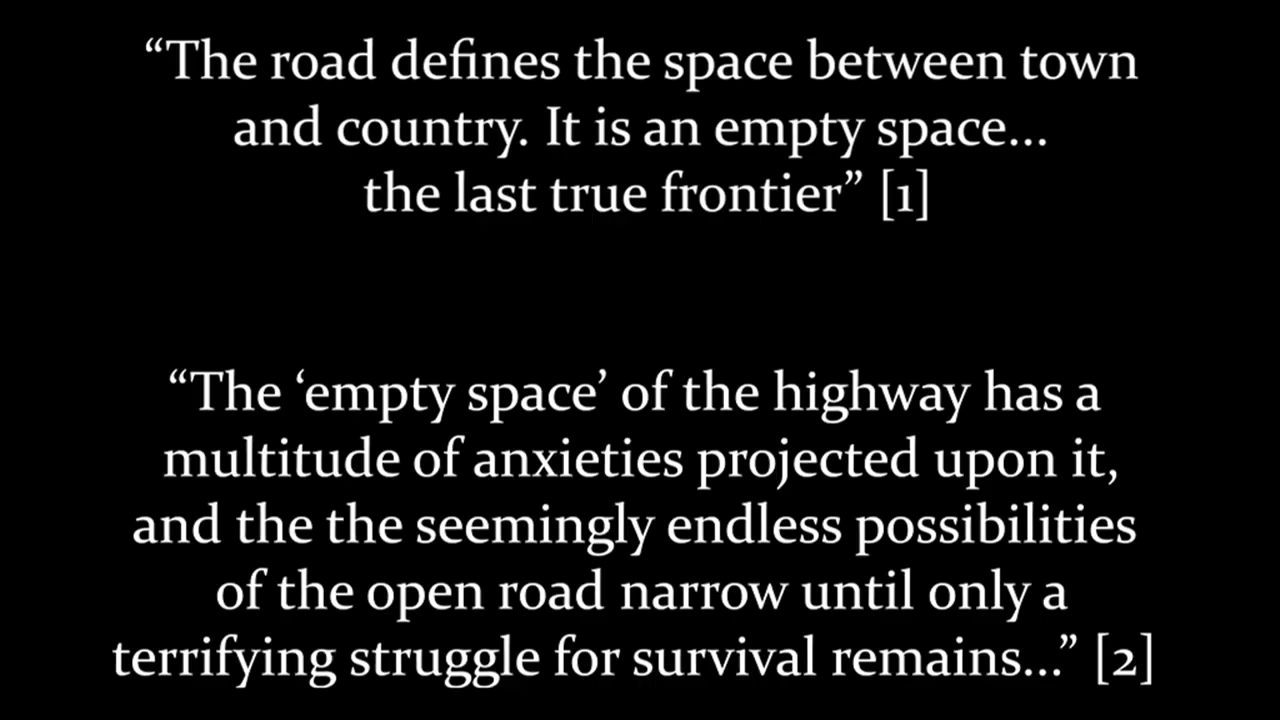 “The road defines the space between town
and country. It is an empty space...
the last true frontier” [1]
“The ‘empty space’ of the highway has a
multitude of anxieties projected upon it,
and the the seemingly endless possibilities
of the open road narrow until only a
terrifying struggle for survival remains...” [2]